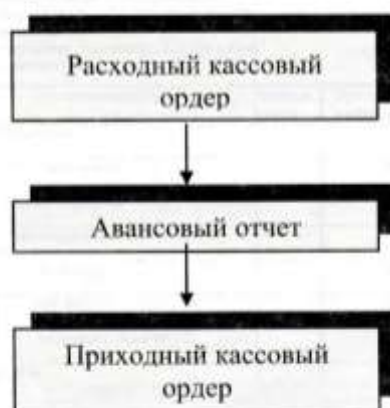 Расходный кассовый
ордер
Авансовый отчет
Приходный кассовый
ордер